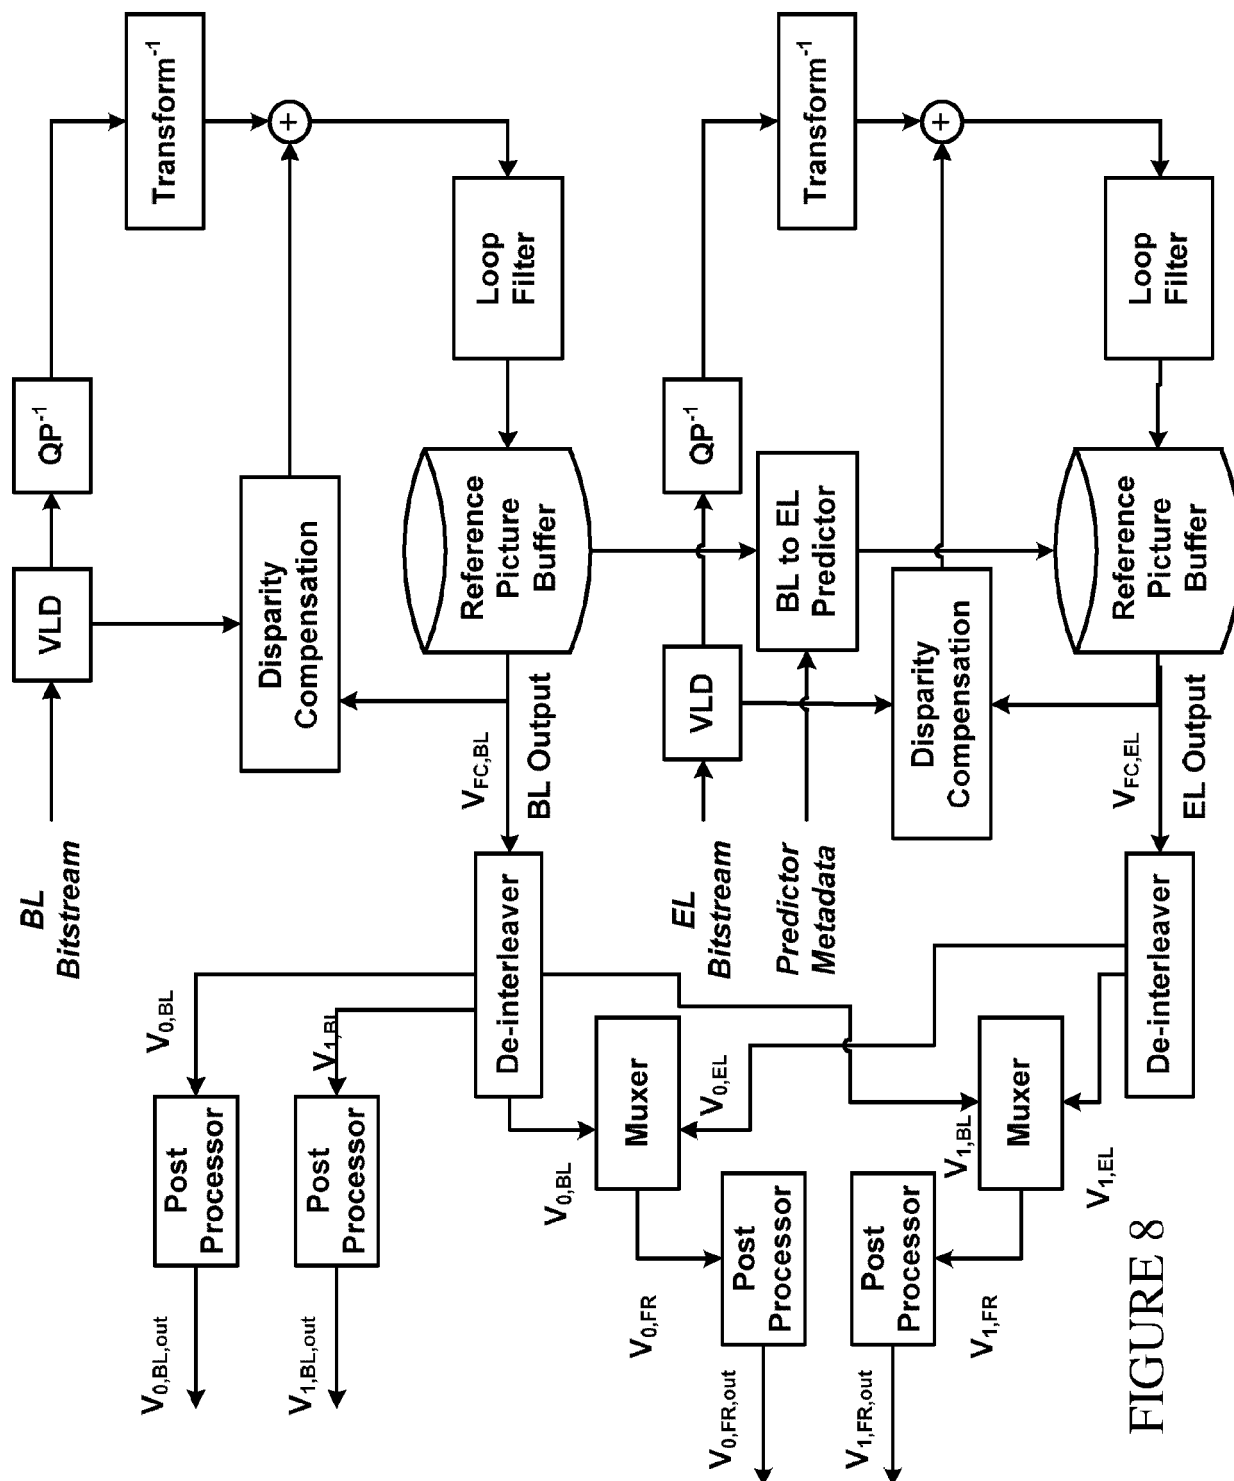 BL
Bitstream
VLD
QP-1
Transform-1
+
Disparity
Compensation
Loop
Filter
Reference
Picture
Buffer
VFC,BL
BL Output
De-interleaver
V0,BL
V1,BL
Post
Processor
V0,BL,out
Post
Processor
V1,BL,out
V0,BL
Muxer
V0,EL
V0,FR
Post
Processor
V0,FR,out
EL
Bitstream
VLD
QP-1
Transform-1
+
Predictor
Metadata
BL to EL
Predictor
Disparity
Compensation
Loop
Filter
Reference
Picture
Buffer
VFC,EL
EL Output
De-interleaver
V1,BL
Muxer
V1,EL
V1,FR
Post
Processor
V1,FR,out
FIGURE 8